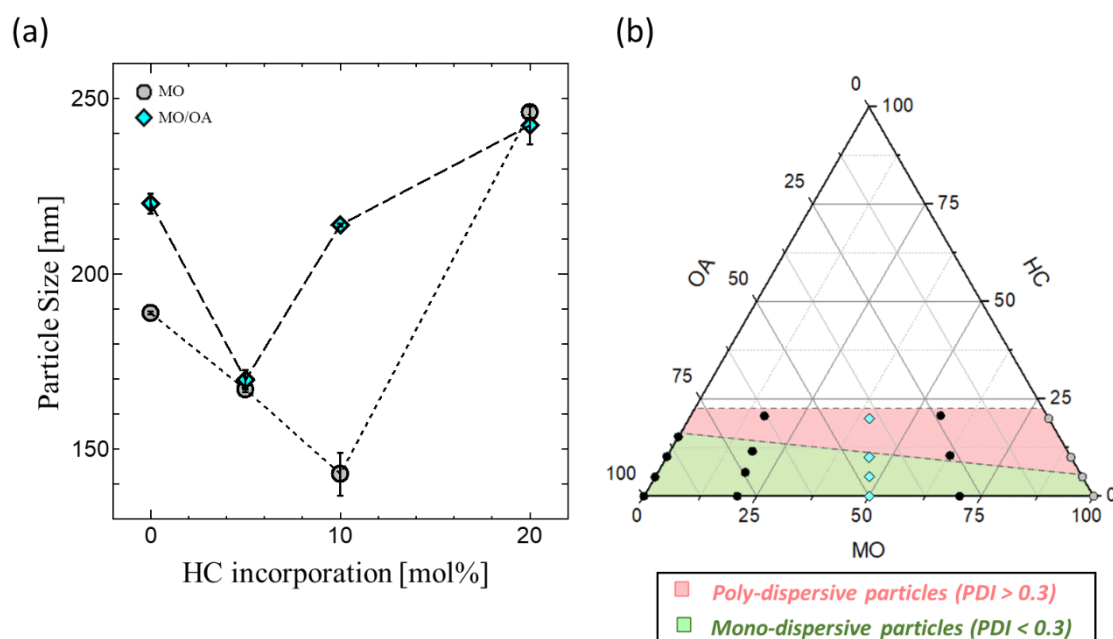 (a)
(b)
MO
MO/OA
250
200
150
Particle Size [nm]
0
5
10
15
20
HC incorporation [mol%]
0
100
25
75
OA
HC
50
50
75
25
100
0
0
25
50
75
100
MO
Poly-dispersive particles (PDI > 0.3)
Mono-dispersive particles (PDI < 0.3)